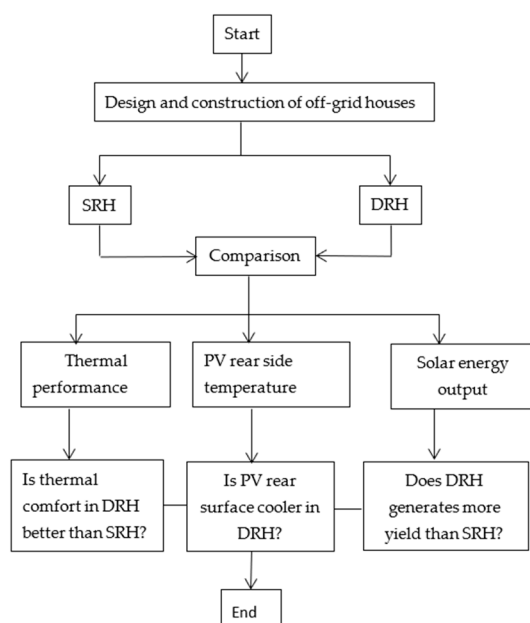 Start
Design and construction of off-grid houses
SRH
DRH
Comparison
Thermal
performance
PV rear side
temperature
Solar energy
output
Is thermal
comfort in DRH
better than SRH?
Is PV rear
surface cooler in
DRH?
Does DRH
generates more
yield than SRH?
End